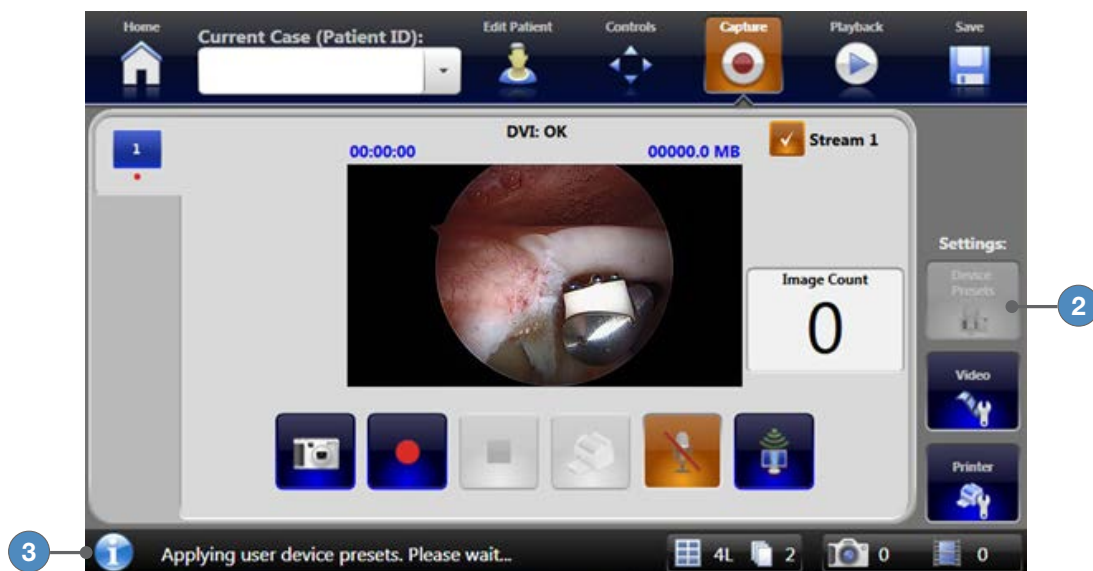 Home
Current Case (Patient ID):
Edit Patient
Controls
Capture
Playback
Save
1
DVI: OK
00:00:00
00000.0 MB
Stream 1
Settings:
Device
Presets
2
Image Count
0
Video
Printer
3
Applying user device presets. Please wait...
4L
2
0
0